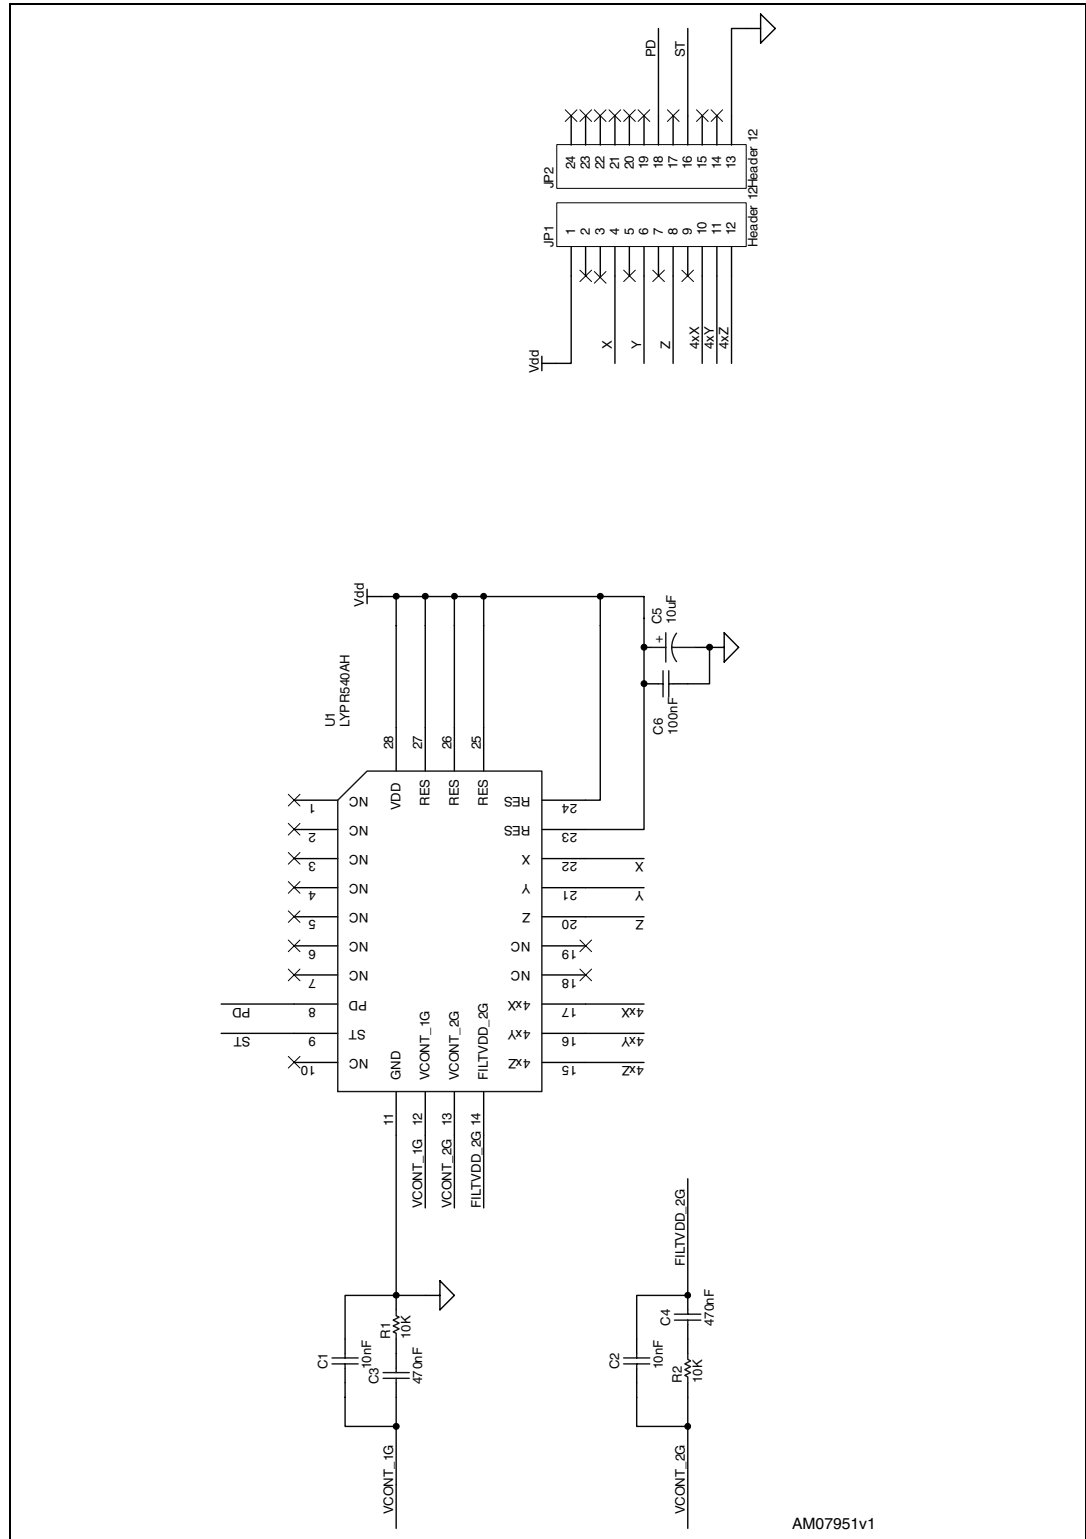 PD
ST
24
23
22
21
20
19
18
17
16
15
14
13
JP2
Header 12
JP1
Header 12
1
2
3
4
5
6
7
8
9
10
11
12
Vdd
X
Y
Z
4xX
4xY
4xZ
Vdd
U1
LYPR540AH
C5
10uF
+
C6
100nF
28
27
26
25
VDD
RES
RES
RES
1
NC
2
NC
3
NC
4
NC
5
NC
6
NC
7
NC
PD
8
PD
ST
9
ST
10
NC
RES
24
RES
23
X
22
X
Y
21
Y
Z
20
Z
NC
19
NC
18
4xX
17
4xX
4xY
16
4xY
4xZ
15
4xZ
GND
VCONT_1G
VCONT_2G
FILTVDD_2G
11
VCONT_1G 12
VCONT_2G 13
FILTVDD_2G 14
C1
10nF
R1
10K
C3
470nF
VCONT_1G
FILTVDD_2G
C2
10nF
C4
470nF
R2
10K
VCONT_2G
AM07951v1